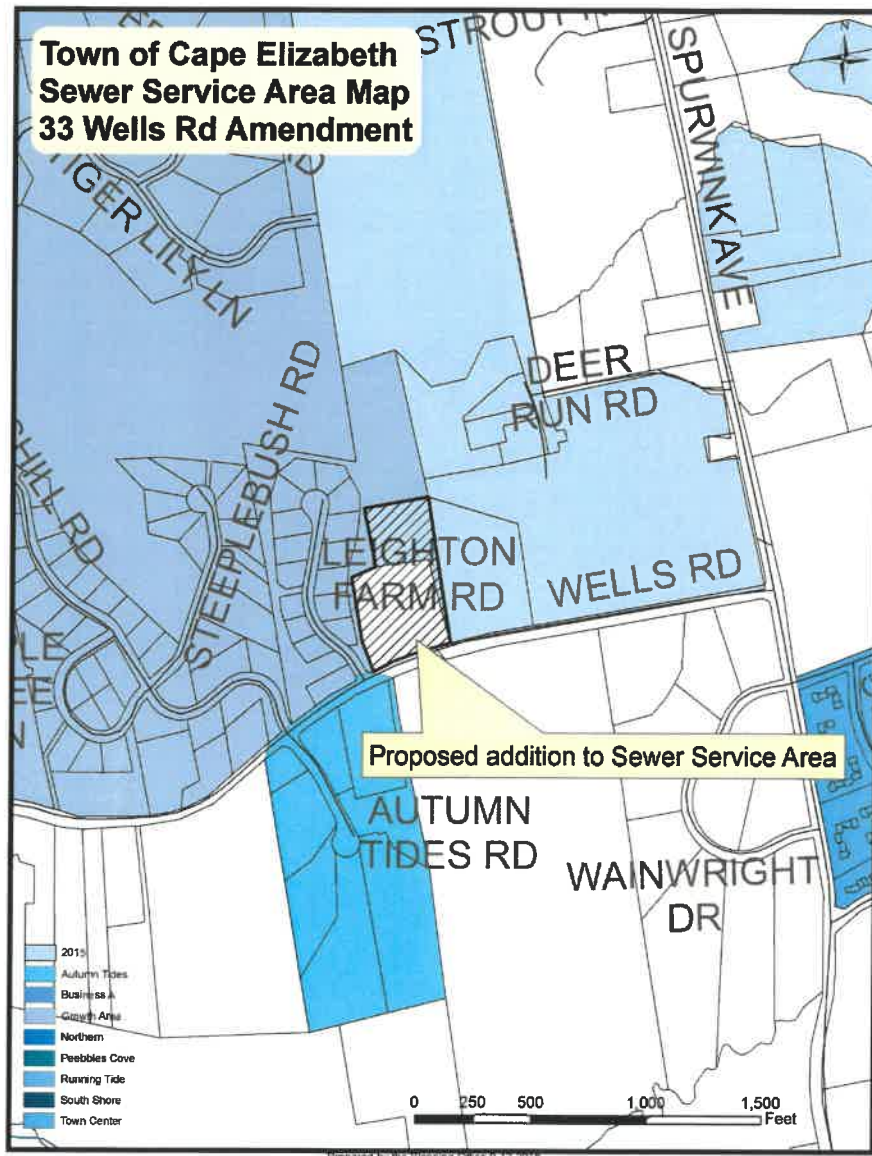 Town of Cape Elizabeth
Sewer Service Area Map
33 Wells Rd Amendment
SPURWINK AVE
TIGER LILY LN
DEER
RUN RD
STEEPLEBUSH RD
LEIGHTON
FARM RD
WELLS RD
Proposed addition to Sewer Service Area
AUTUMN
TIDES RD
WAINWRIGHT
DR
2015
Autumn Tides
Business A
Growth Area
Northern
Peebbles Cove
Running Tide
South Shore
Town Center
0 250 500 1,000 1,500
Feet